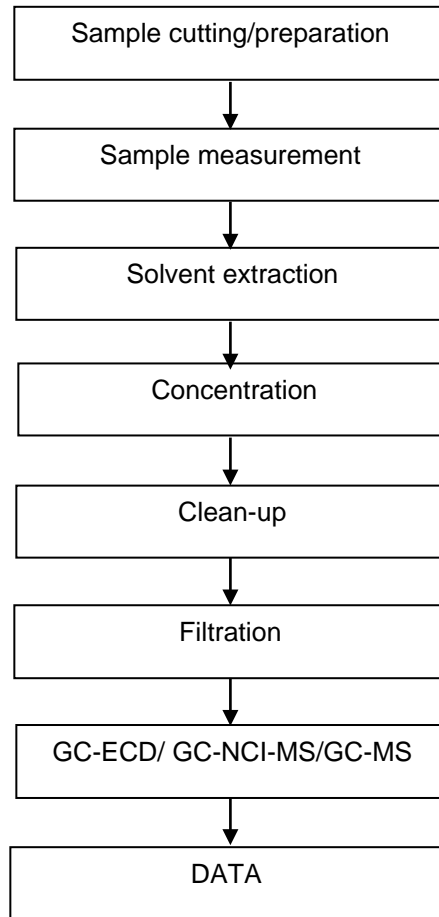 Sample cutting/preparation
Sample measurement
Solvent extraction
Concentration
Clean-up
Filtration
GC-ECD/ GC-NCI-MS/GC-MS
DATA